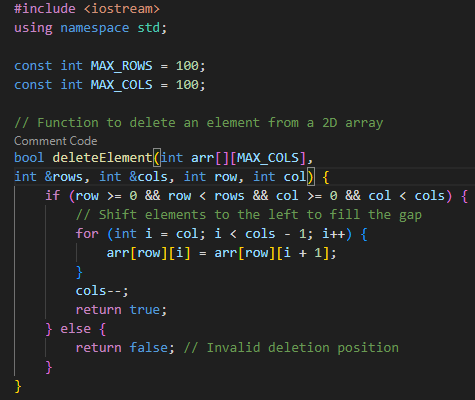 #include <iostream>
using namespace std;

const int MAX_ROWS = 100;
const int MAX_COLS = 100;

// Function to delete an element from a 2D array
Comment Code
bool deleteElement(int arr[][MAX_COLS],
int &rows, int &cols, int row, int col) {
    if (row >= 0 && row < rows && col >= 0 && col < cols) {
        // Shift elements to the left to fill the gap
        for (int i = col; i < cols - 1; i++) {
            arr[row][i] = arr[row][i + 1];
        }
        cols--;
        return true;
    } else {
        return false; // Invalid deletion position
    }
}